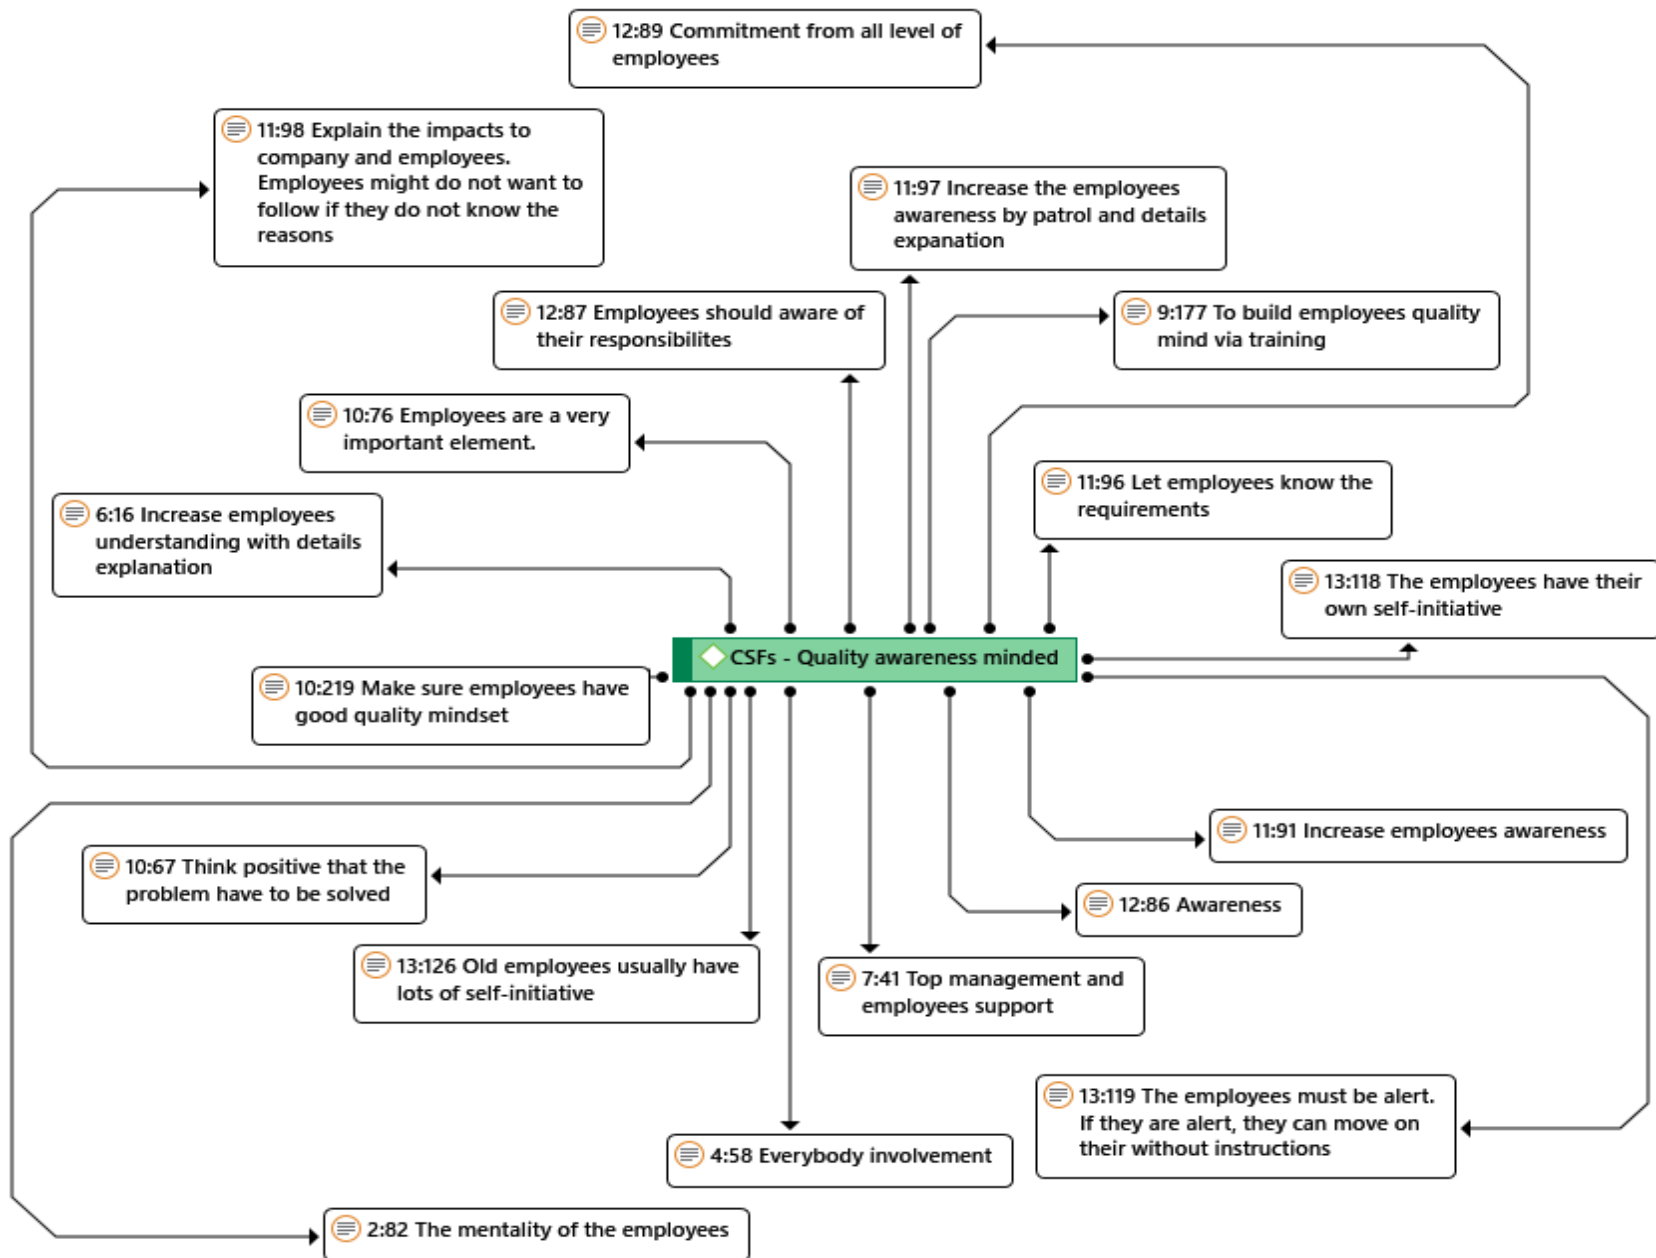 12:89 Commitment from all level of
employees
11:98 Explain the impacts to
company and employees.
Employees might do not want to
follow if they do not know the
reasons
11:97 Increase the employees
awareness by patrol and details
expanation
12:87 Employees should aware of
their responsibilites
9:177 To build employees quality
mind via training
10:76 Employees are a very
important element.
11:96 Let employees know the
requirements
6:16 Increase employees
understanding with details
explanation
13:118 The employees have their
own self-initiative
CSFs - Quality awareness minded
10:219 Make sure employees have
good quality mindset
11:91 Increase employees awareness
10:67 Think positive that the
problem have to be solved
12:86 Awareness
13:126 Old employees usually have
lots of self-initiative
7:41 Top management and
employees support
13:119 The employees must be alert.
If they are alert, they can move on
their without instructions
4:58 Everybody involvement
2:82 The mentality of the employees